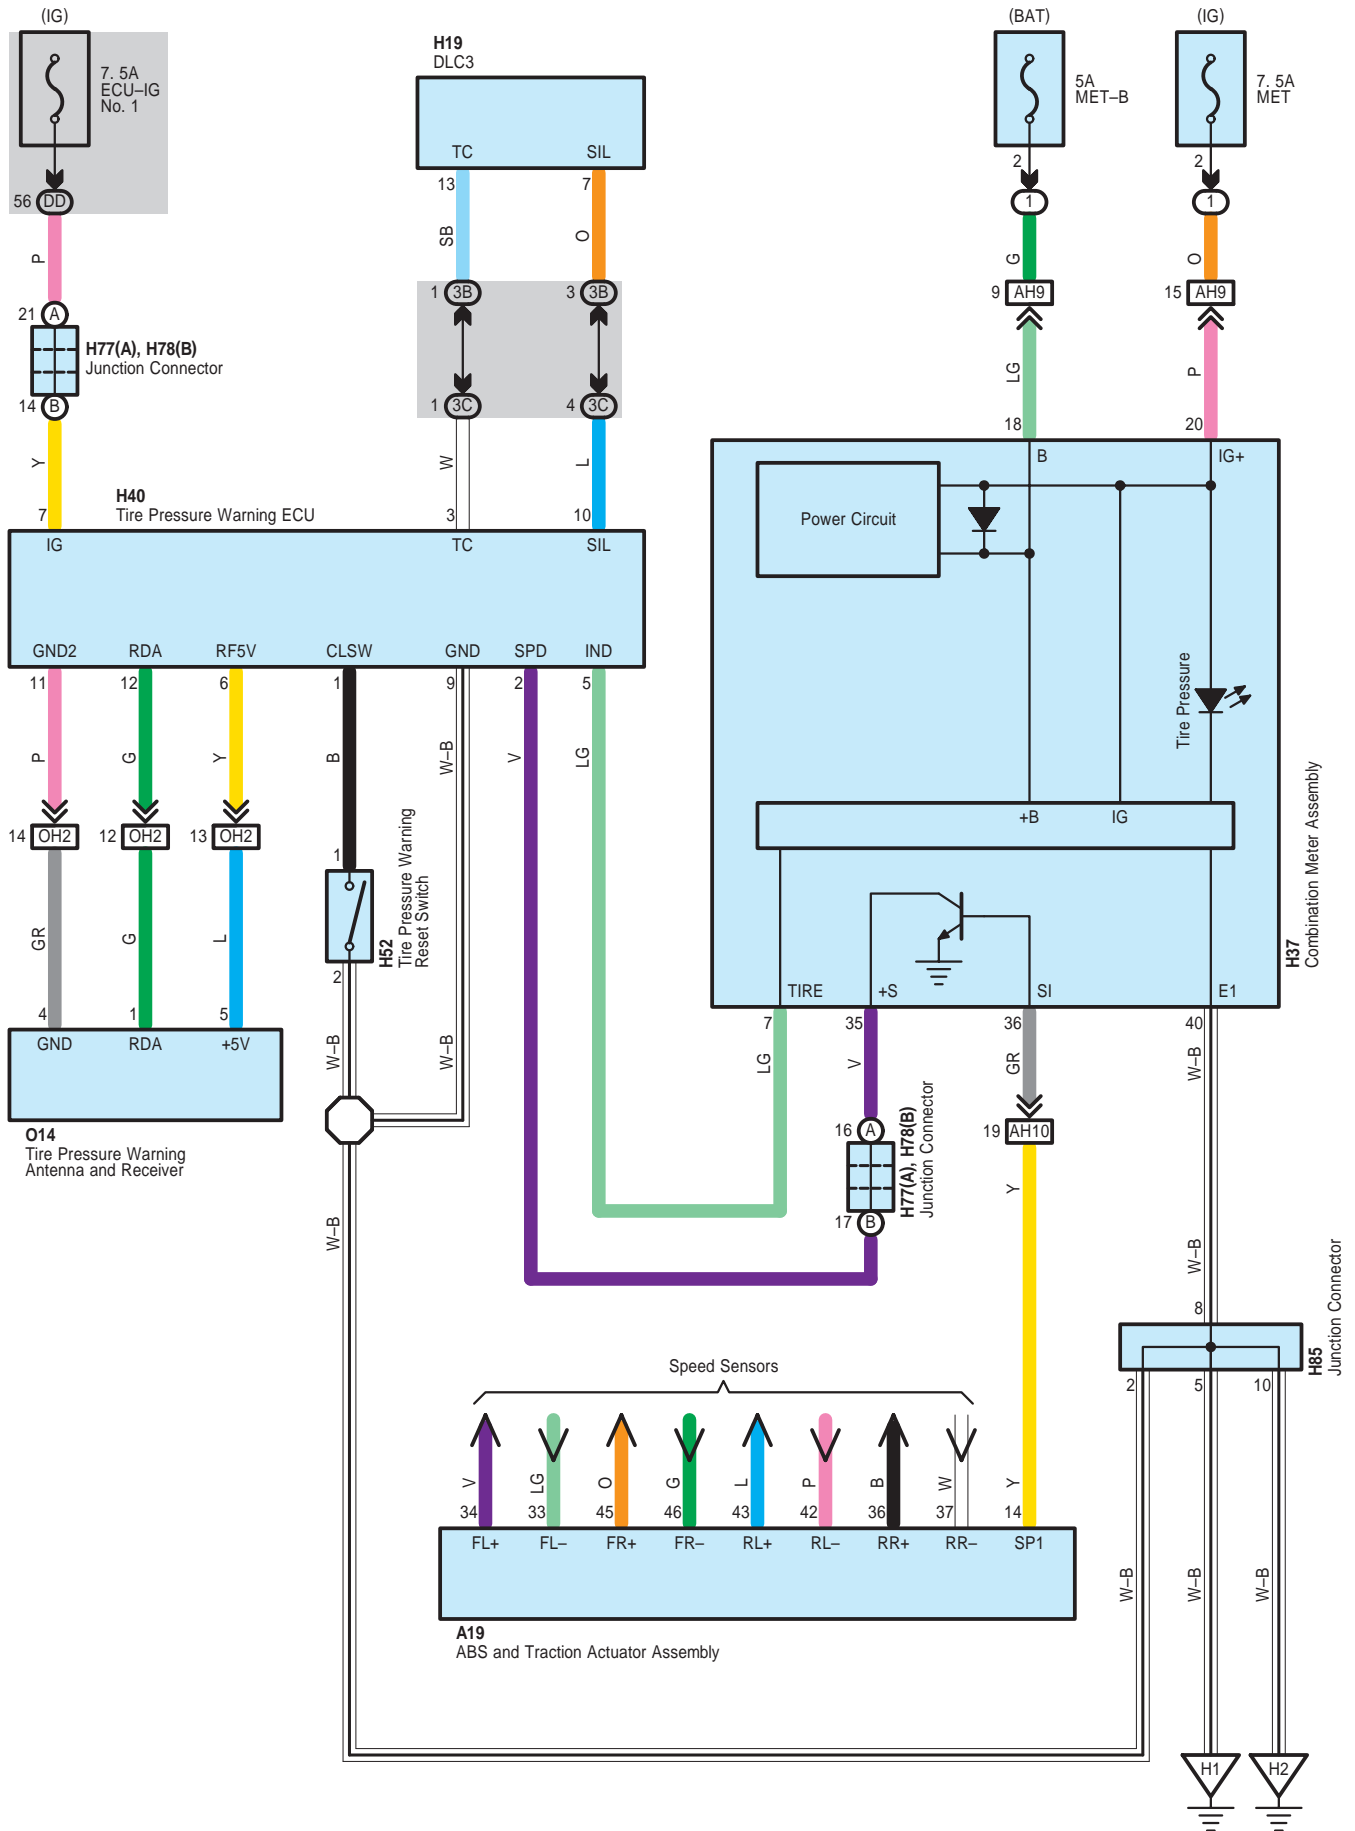 (IG)
(BAT)
(IG)
7. 5A
ECU–IG
No. 1
H19
DLC3
5A
MET–B
7. 5A
MET
TC
SIL
2
2
56
DD
13
7
1
1
P
SB
O
G
O
21
A
1
3B
3
3B
9
AH9
15
AH9
H77(A), H78(B)
Junction Connector
LG
P
14
B
1
3C
4
3C
18
20
Y
W
L
B
IG+
H40
Tire Pressure Warning ECU
7
3
10
IG
TC
SIL
Power Circuit
GND2
RDA
RF5V
CLSW
GND
SPD
IND
11
12
6
1
9
2
5
Tire Pressure
P
G
Y
B
W–B
V
LG
+B
IG
14
OH2
12
OH2
13
OH2
1
H52
Tire Pressure Warning
Reset Switch
H37
Combination Meter Assembly
GR
G
L
2
TIRE
+S
SI
E1
4
1
5
7
35
36
40
GND
RDA
+5V
W–B
W–B
LG
V
GR
W–B
O14
Tire Pressure Warning
Antenna and Receiver
16
A
19
AH10
H77(A), H78(B)
Junction Connector
17
B
Y
W–B
W–B
8
H85
Junction Connector
Speed Sensors
2
5
10
V
LG
O
G
L
P
B
W
Y
34
33
45
46
43
42
36
37
14
FL+
FL–
FR+
FR–
RL+
RL–
RR+
RR–
SP1
W–B
W–B
W–B
A19
ABS and Traction Actuator Assembly
H1
H2